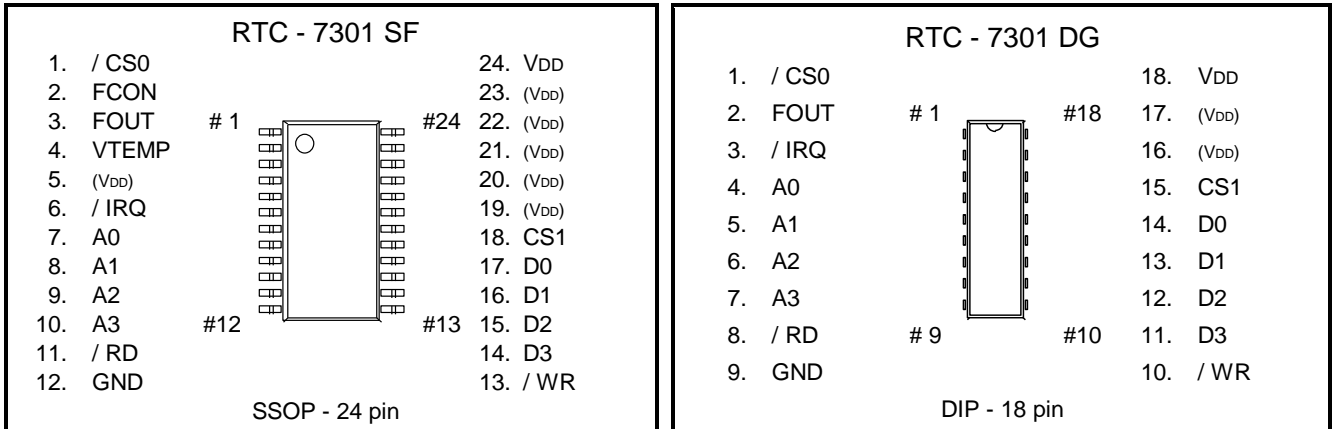 RTC - 7301 SF
1. / CS0
2. FCON
3. FOUT
4. VTEMP
5. (VDD)
6. / IRQ
7. A0
8. A1
9. A2
10. A3
11. / RD
12. GND
# 1
#12
#24
#13
24. VDD
23. (VDD)
22. (VDD)
21. (VDD)
20. (VDD)
19. (VDD)
18. CS1
17. D0
16. D1
15. D2
14. D3
13. / WR
SSOP - 24 pin
RTC - 7301 DG
1. / CS0
2. FOUT
3. / IRQ
4. A0
5. A1
6. A2
7. A3
8. / RD
9. GND
# 1
# 9
#18
#10
18. VDD
17. (VDD)
16. (VDD)
15. CS1
14. D0
13. D1
12. D2
11. D3
10. / WR
DIP - 18 pin